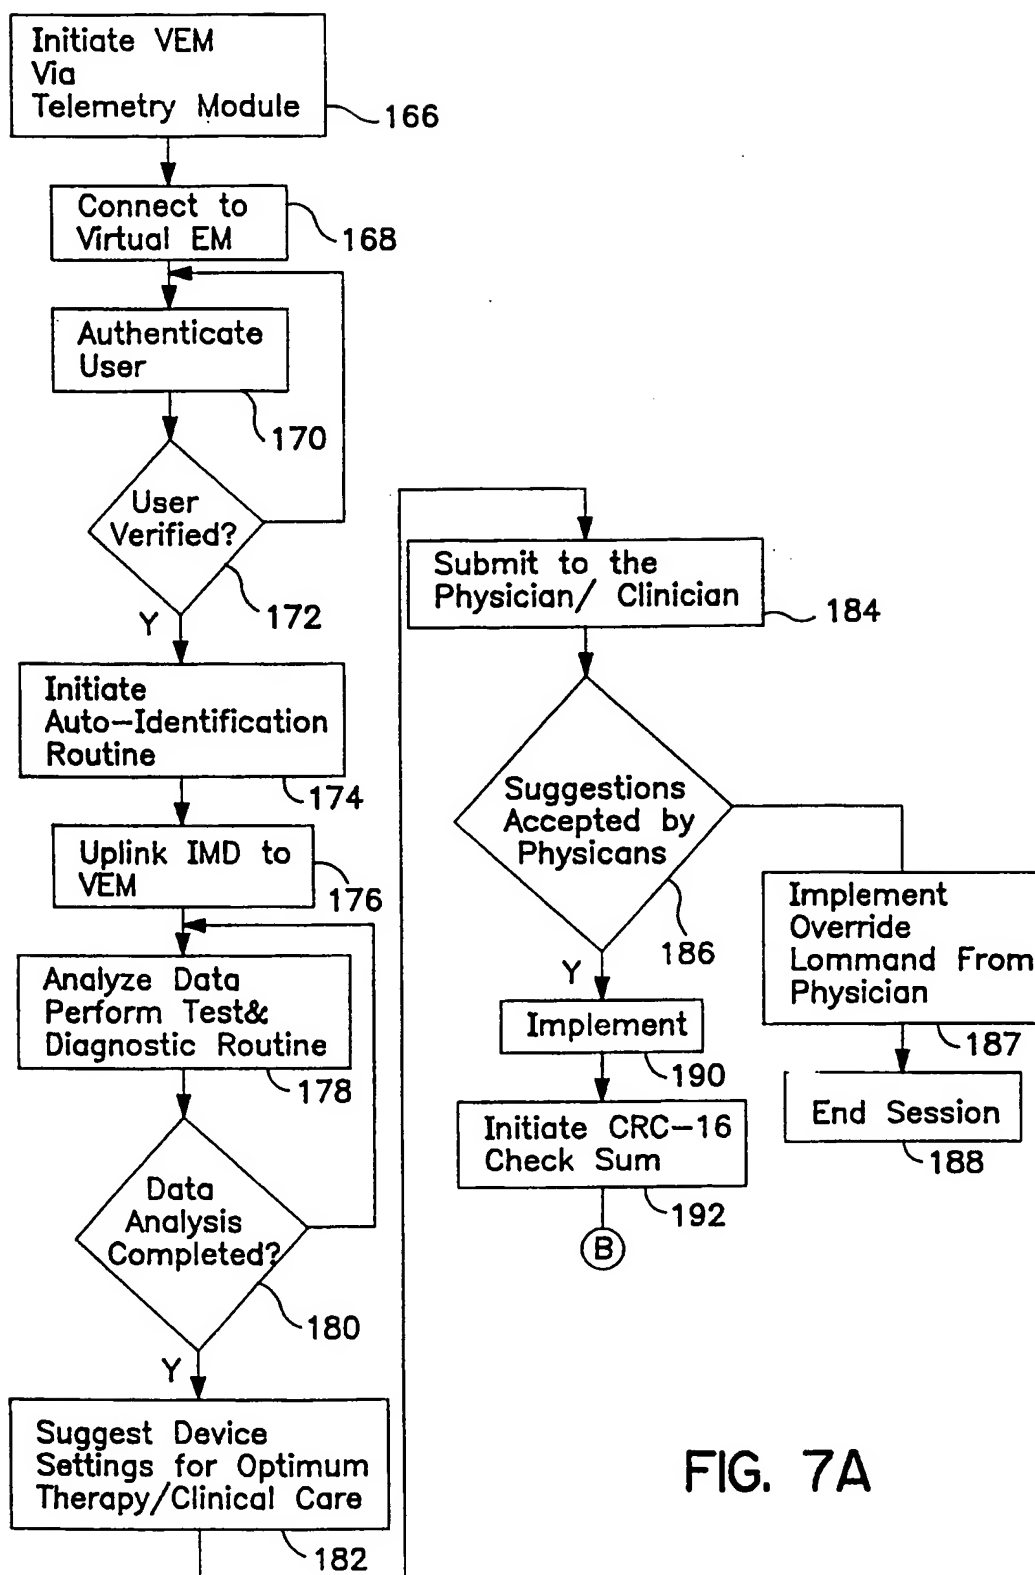 Initiate VEM
Via
Telemetry Module
166
Connect to
Virtual EM
168
Authenticate
User
170
User
Verified?
172
Y
Initiate
Auto-Identification
Routine
174
Uplink IMD to
VEM
176
Analyze Data
Perform Test&
Diagnostic Routine
178
Data
Analysis
Completed?
180
Y
Suggest Device
Settings for Optimum
Therapy/Clinical Care
182
Submit to the
Physician/ Clinician
184
Suggestions
Accepted by
Physicans
186
Y
Implement
Override
Lommand From
Physician
187
End Session
188
Implement
190
Initiate CRC-16
Check Sum
192
B
FIG. 7A